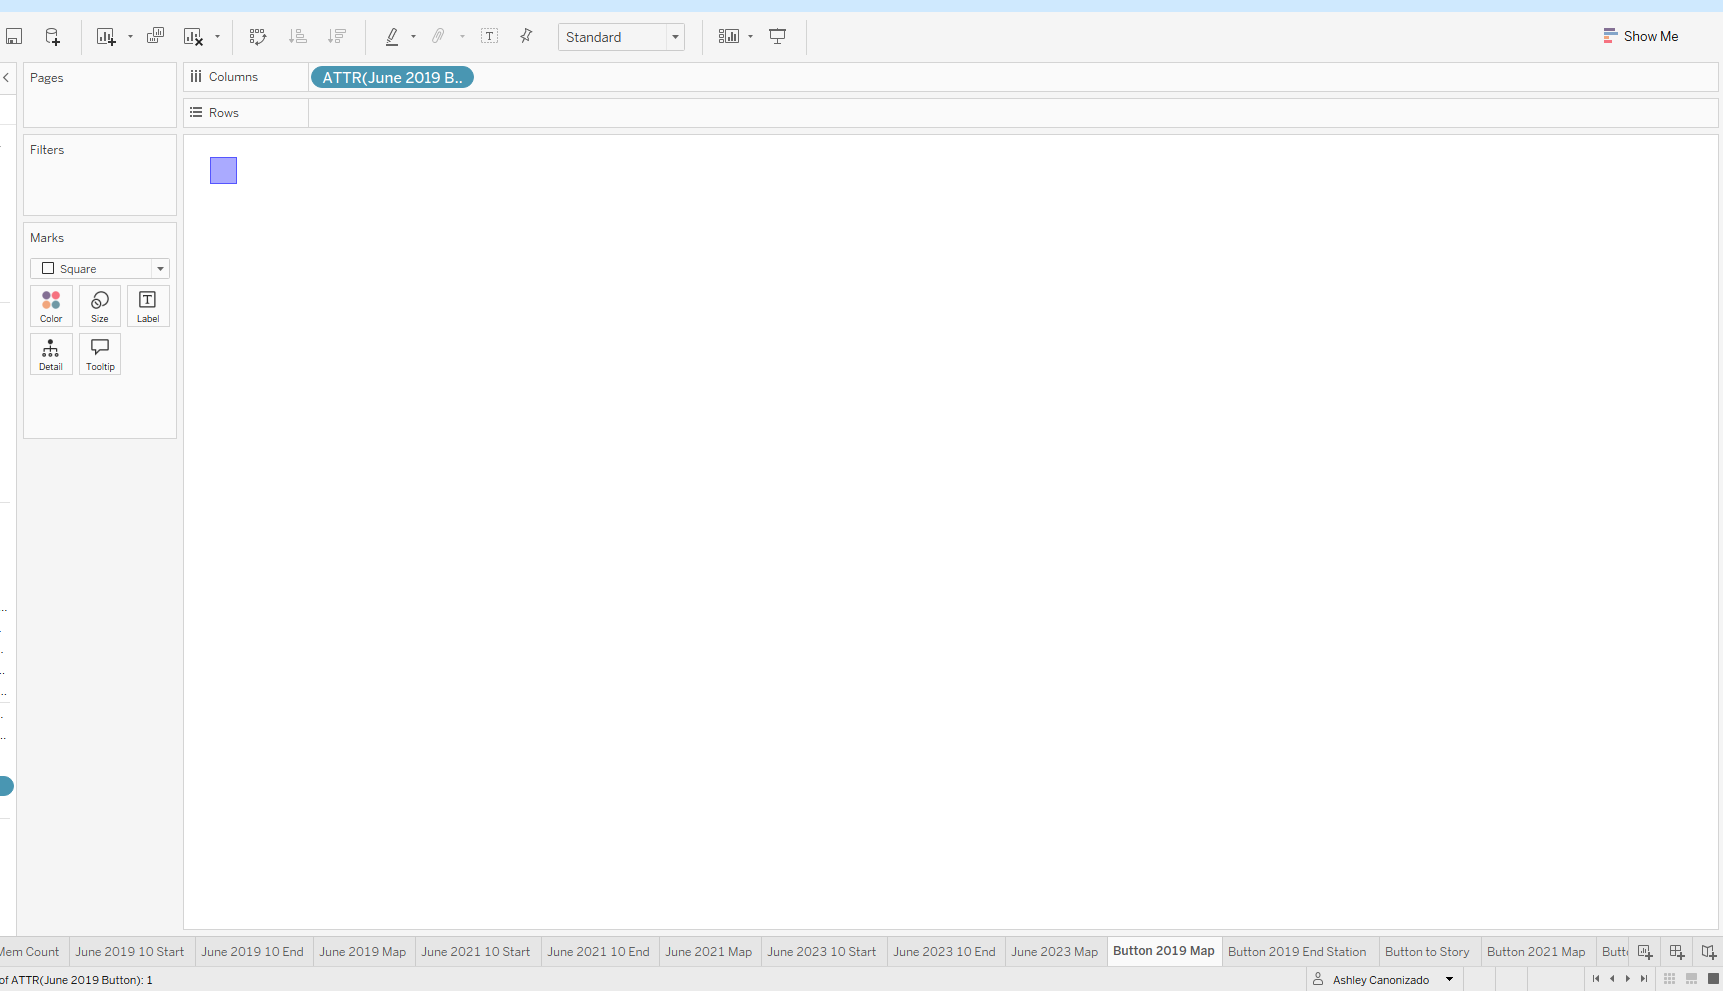 Standard
Show Me
Pages
Columns
ATTR(June 2019 B..
Rows
Filters
Marks
Square
Color
Size
Label
Detail
Tooltip
Mem Count
June 2019 10 Start
June 2019 10 End
June 2019 Map
June 2021 10 Start
June 2021 10 End
June 2021 Map
June 2023 10 Start
June 2023 10 End
June 2023 Map
Button 2019 Map
Button 2019 End Station
Button to Story
Button 2021 Map
of ATTR(June 2019 Button): 1
Ashley Canonizado